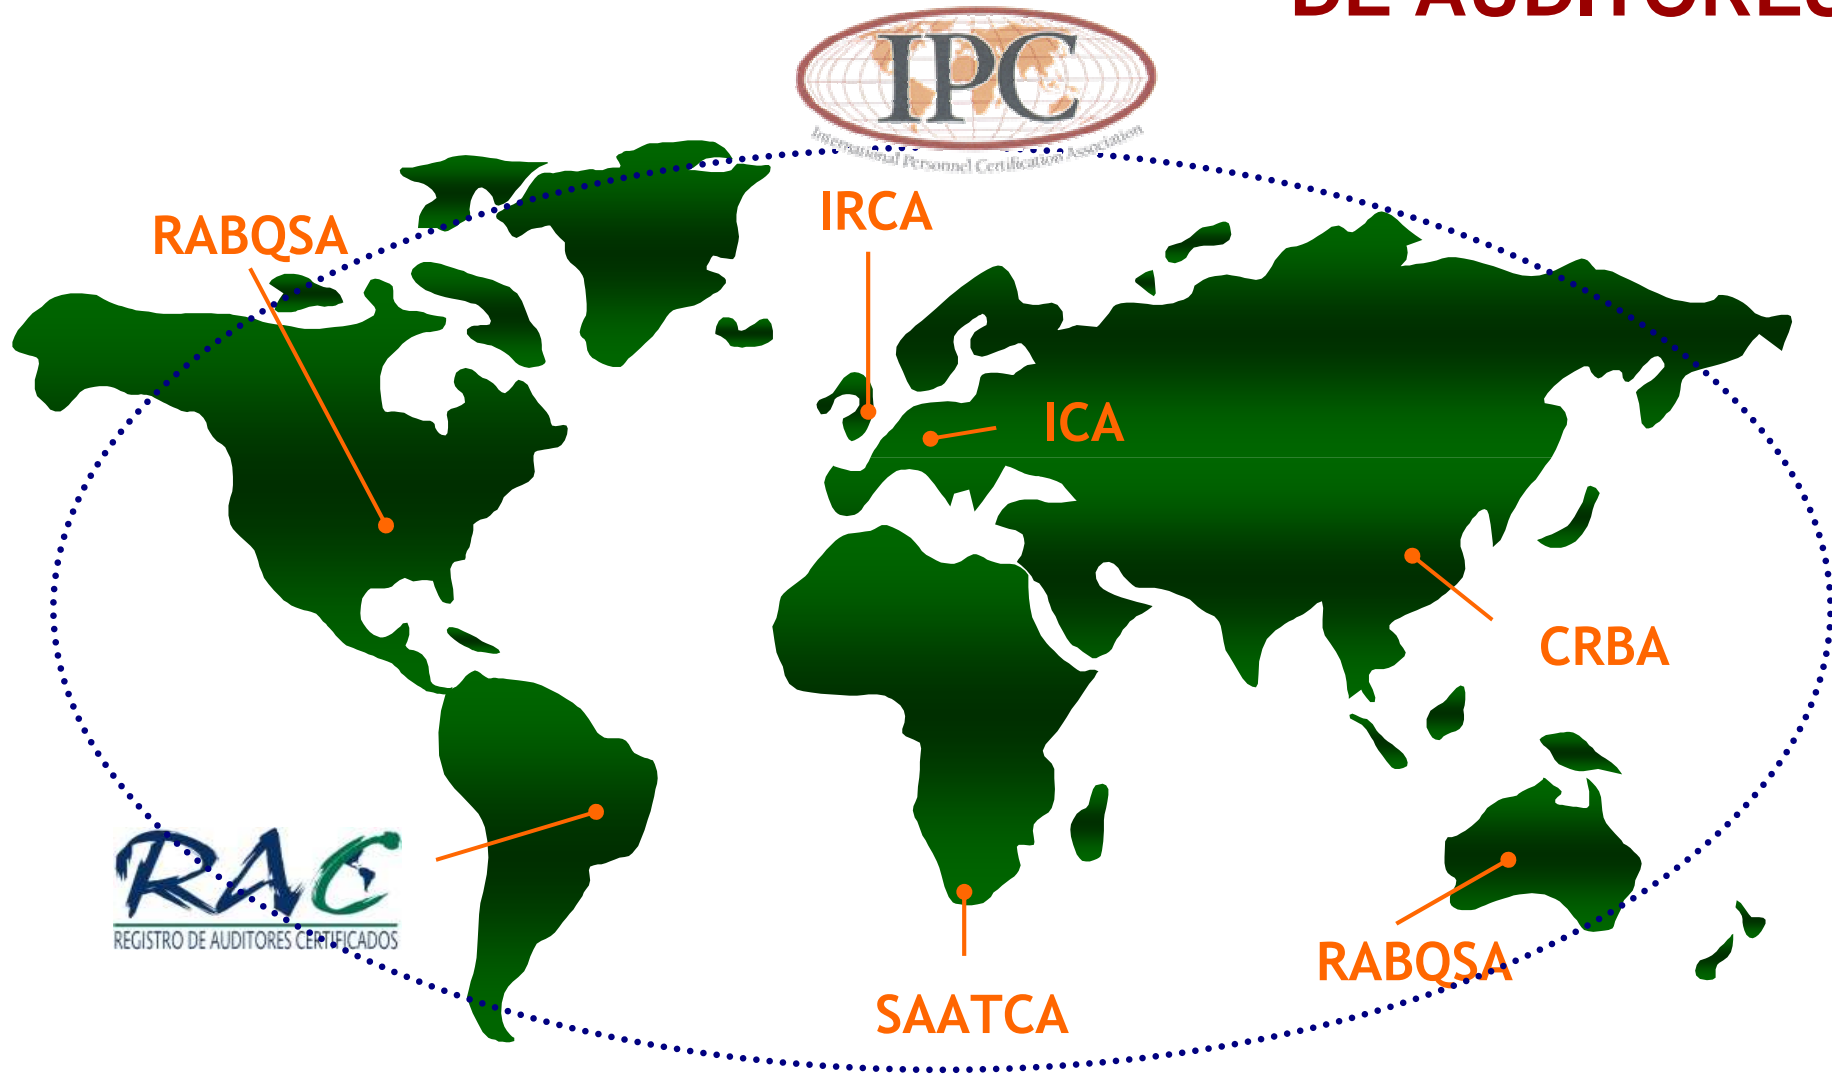 DE AUDITORES
IPC
International Personnel Certification Association
RABQSA
IRCA
ICA
CRBA
RAC
REGISTRO DE AUDITORES CERTIFICADOS
RABQSA
SAATCA